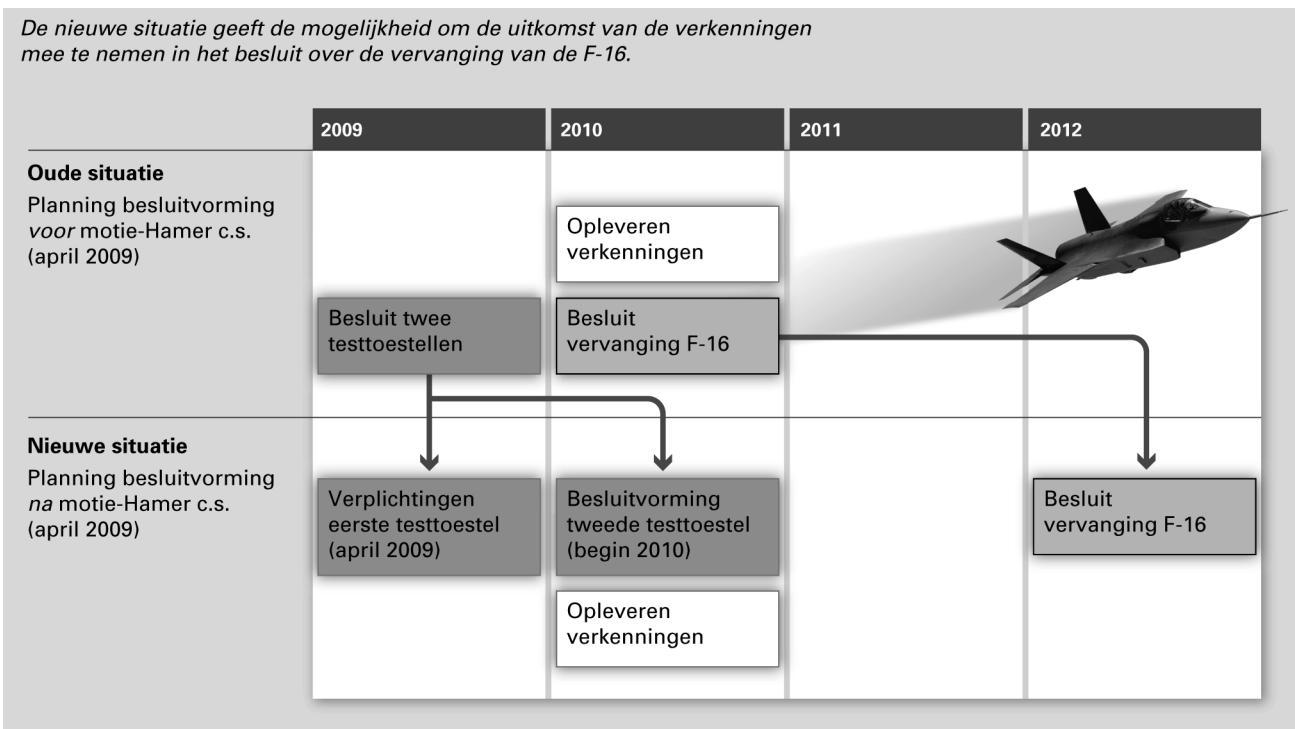 De nieuwe situatie geeft de mogelijkheid om de uitkomst van de verkenningen
mee te nemen in het besluit over de vervanging van de F-16.
2009
2010
2011
2012
Oude situatie
Planning besluitvorming
voor motie-Hamer c.s.
(april 2009)
Opleveren
verkenningen
Besluit twee
testtoestellen
Besluit
vervanging F-16
Nieuwe situatie
Planning besluitvorming
na motie-Hamer c.s.
(april 2009)
Verplichtingen
eerste testtoestel
(april 2009)
Besluitvorming
tweede testtoestel
(begin 2010)
Besluit
vervanging F-16
Opleveren
verkenningen